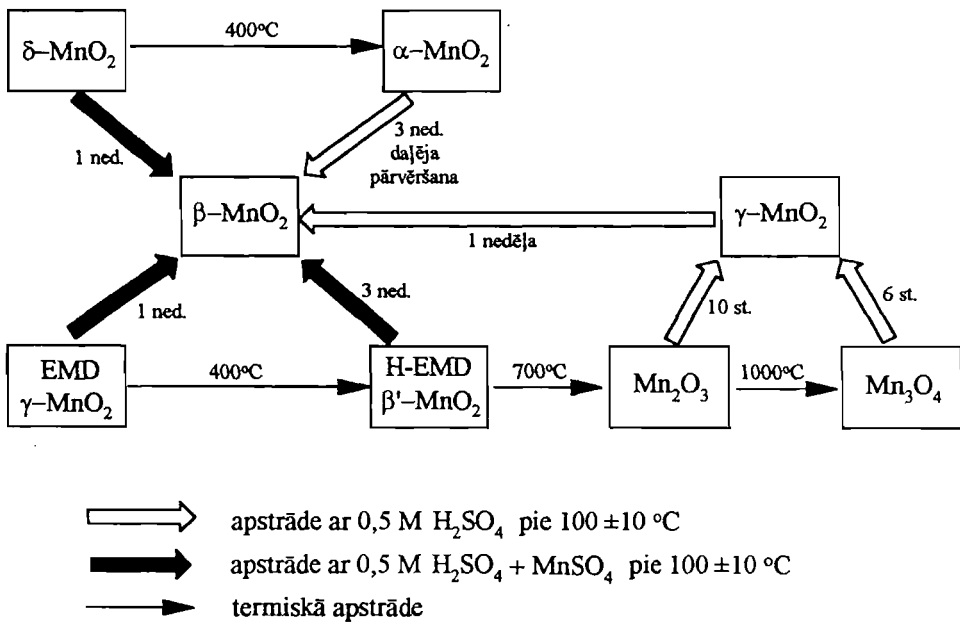 δ–MnO₂
400°C
α–MnO₂
1 ned.
3 ned.
daļēja
pārvēršana
β–MnO₂
γ–MnO₂
1 nedēļa
1 ned.
3 ned.
10 st.
6 st.
EMD
γ–MnO₂
400°C
H-EMD
β'–MnO₂
700°C
Mn₂O₃
1000°C
Mn₃O₄
apstrāde ar 0,5 M H₂SO₄ pie 100 ±10 °C
apstrāde ar 0,5 M H₂SO₄ + MnSO₄ pie 100 ±10 °C
termiskā apstrāde